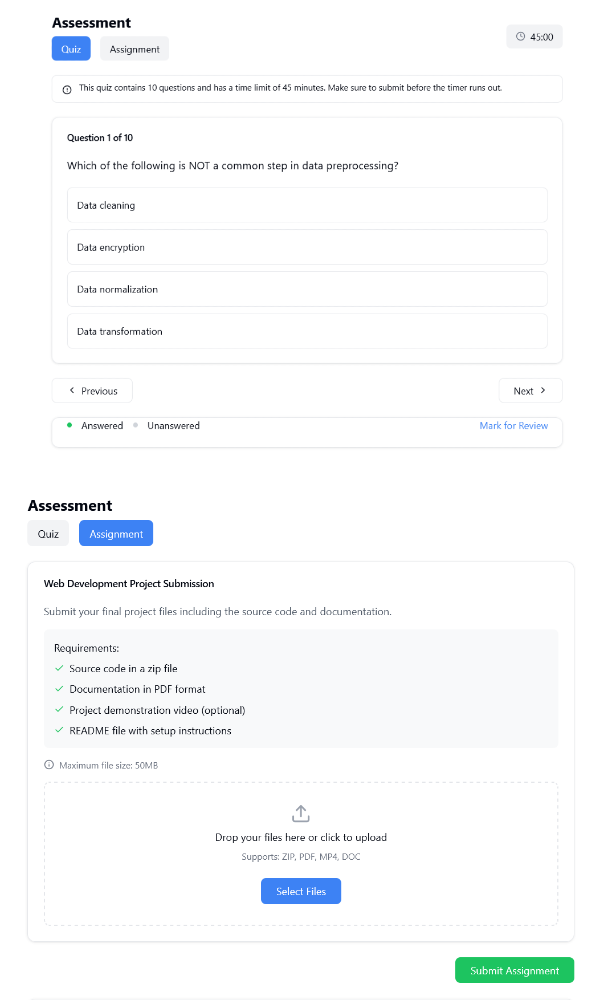 Assessment
45:00
Quiz
Assignment
This quiz contains 10 questions and has a time limit of 45 minutes. Make sure to submit before the timer runs out.
Question 1 of 10
Which of the following is NOT a common step in data preprocessing?
Data cleaning
Data encryption
Data normalization
Data transformation
Previous
Next
Answered
Unanswered
Mark for Review
Assessment
Quiz
Assignment
Web Development Project Submission
Submit your final project files including the source code and documentation.
Requirements:
Source code in a zip file
Documentation in PDF format
Project demonstration video (optional)
README file with setup instructions
Maximum file size: 50MB
Drop your files here or click to upload
Supports: ZIP, PDF, MP4, DOC
Select Files
Submit Assignment